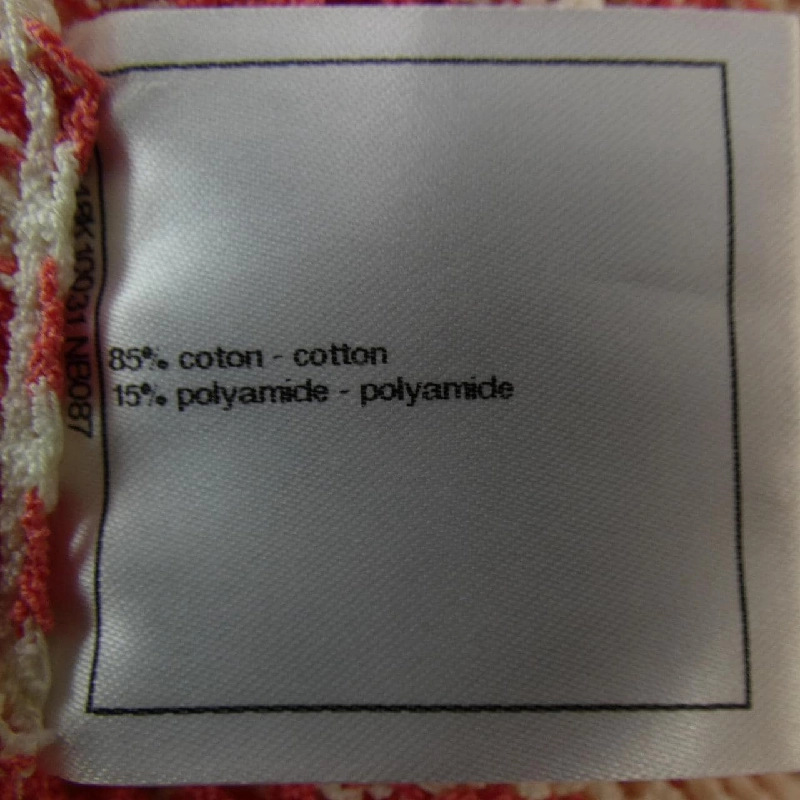 85% coton - cotton
15% polyamide - polyamide
10031 NB087